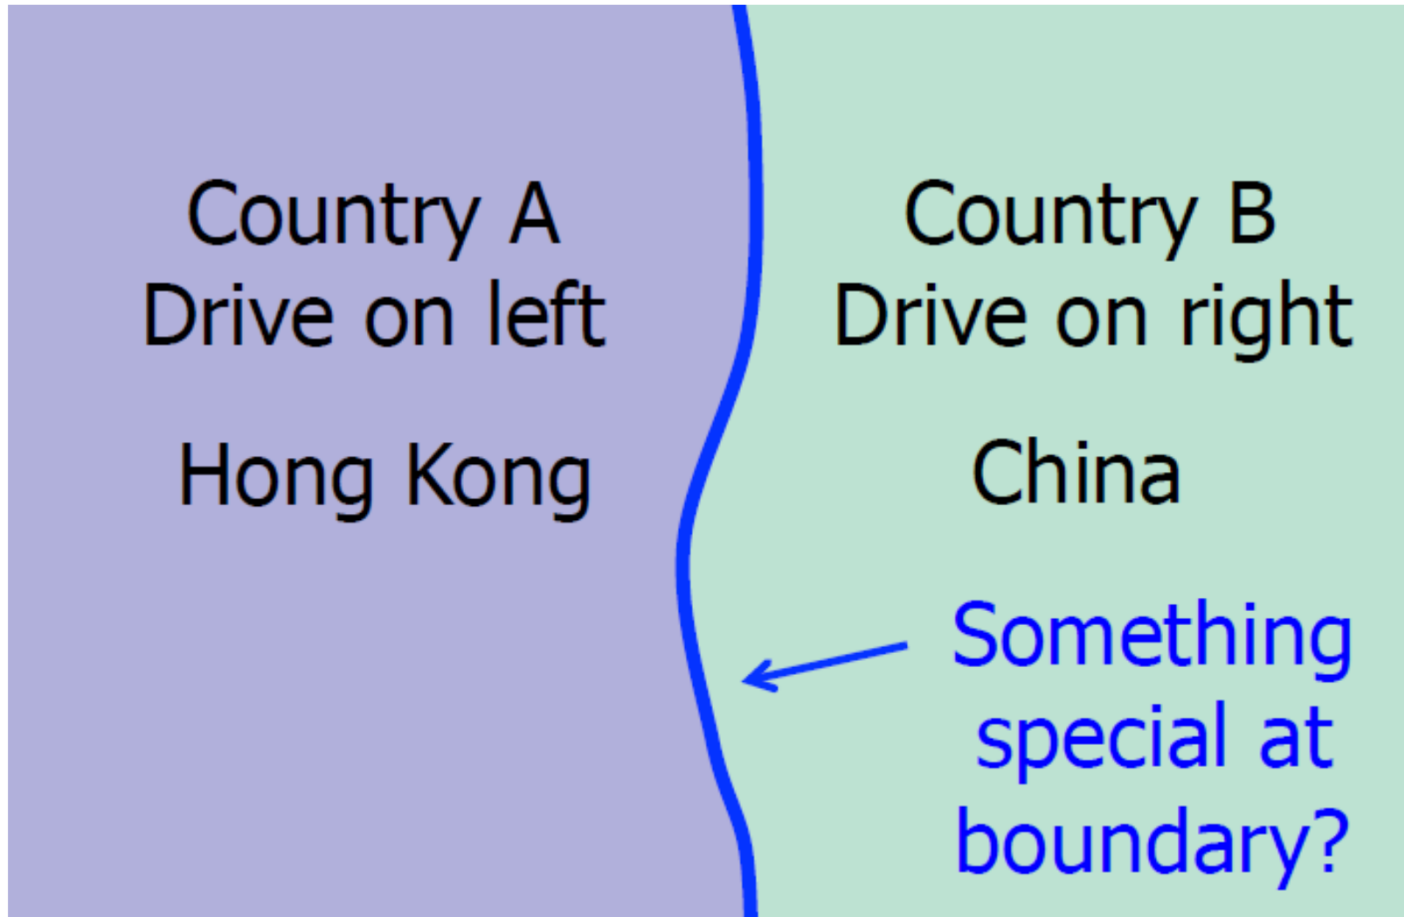 Country A
Drive on left
Hong Kong
Country B
Drive on right
China
Something
special at
boundary?